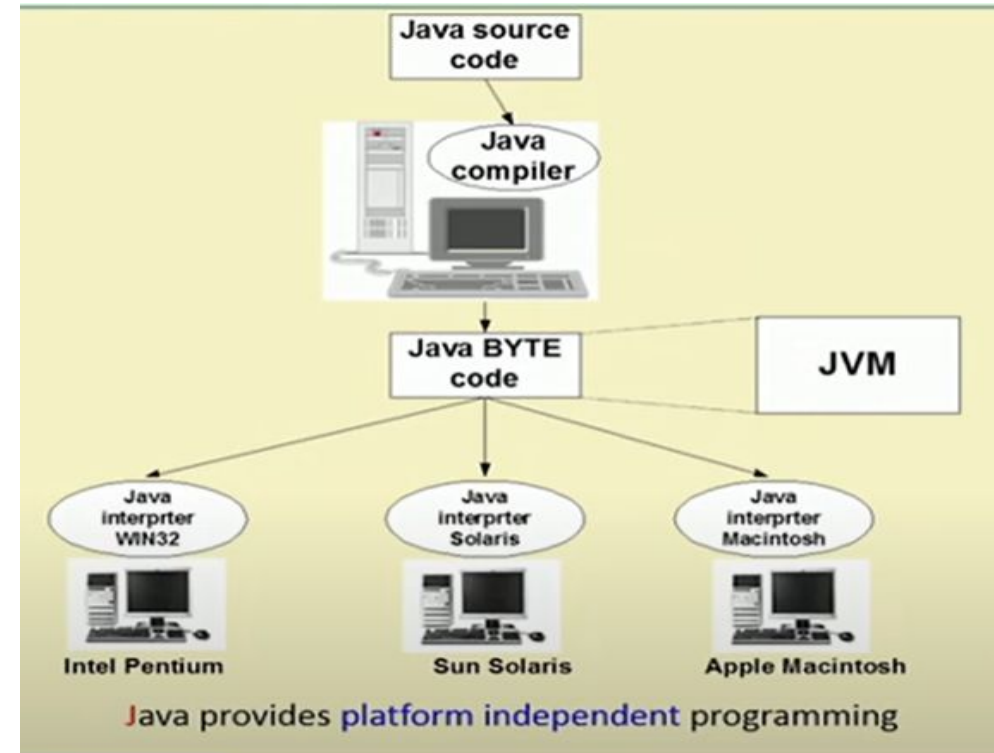 Java source
code
Java
compiler
Java BYTE
code
JVM
Java
interprter
WIN32
Java
interprter
Solaris
Java
interprter
Macintosh
Intel Pentium
Sun Solaris
Apple Macintosh
Java provides platform independent programming